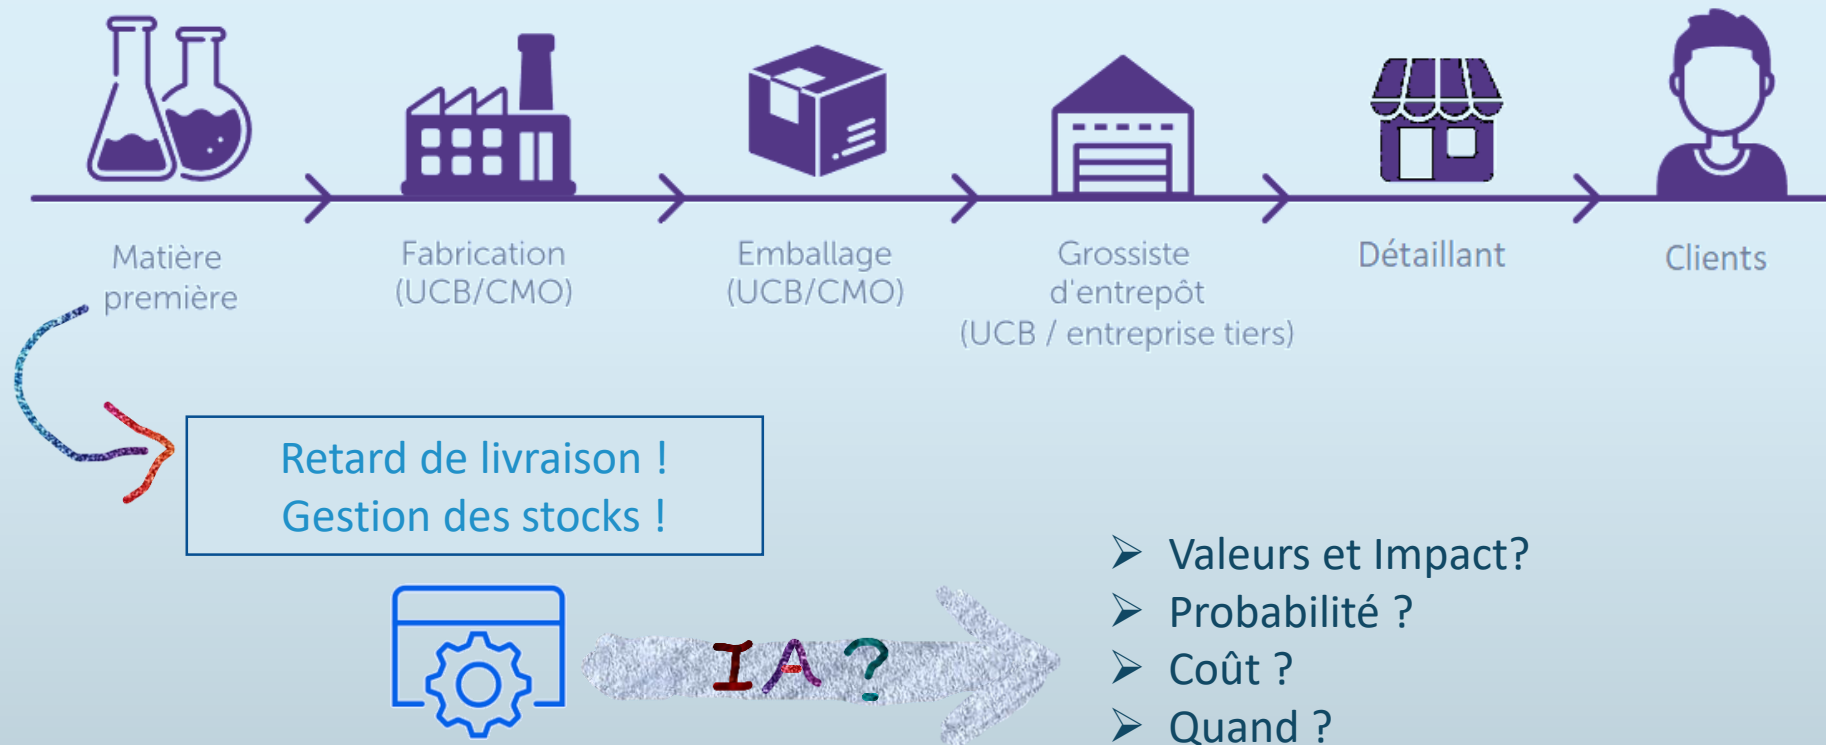 Matière
première
Fabrication
(UCB/CMO)
Emballage
(UCB/CMO)
Grossiste
d'entrepôt
(UCB / entreprise tiers)
Détaillant
Clients
Retard de livraison !
Gestion des stocks !
IA ?
➢ Valeurs et Impact?
➢ Probabilité ?
➢ Coût ?
➢ Quand ?